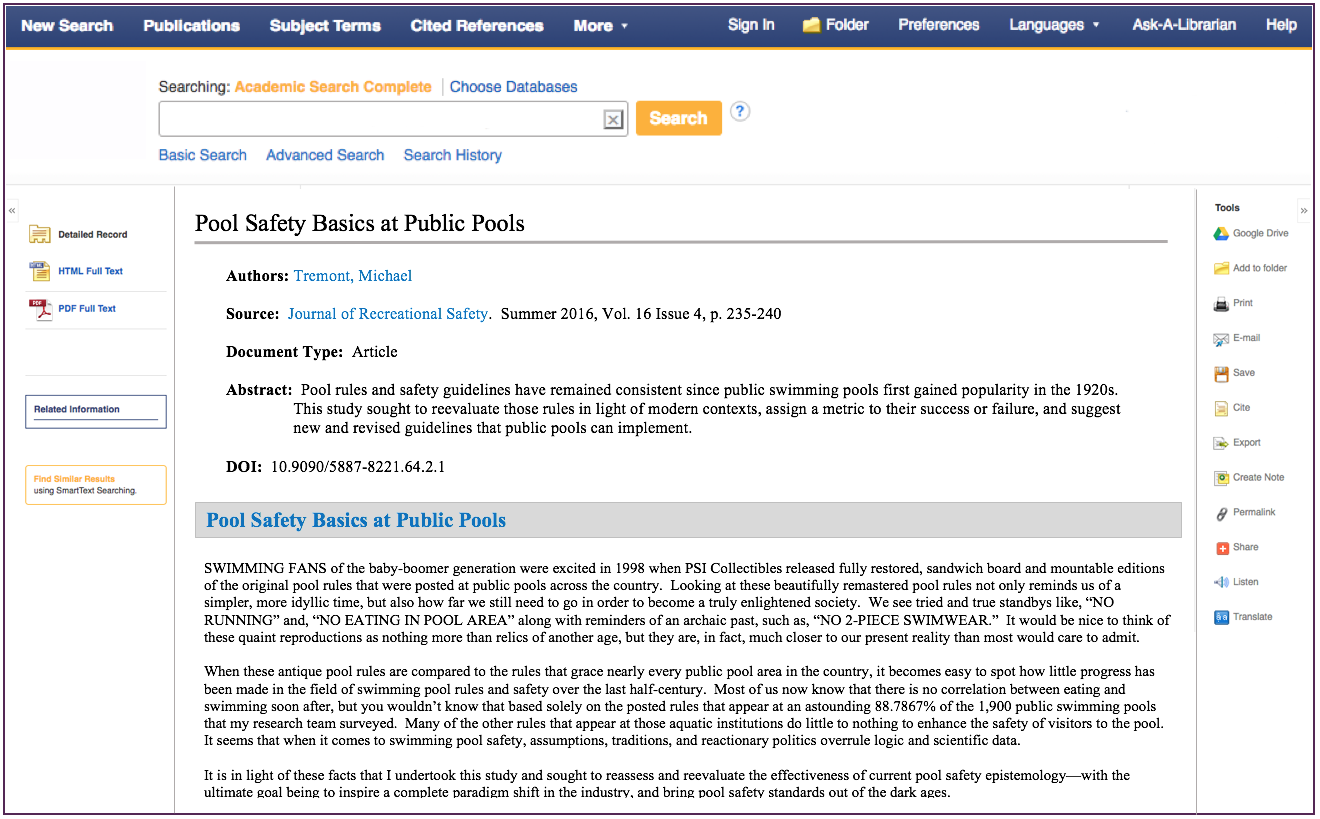 New Search Publications Subject Terms Cited References More Sign In Folder Preferences Languages Ask-A-Librarian Help
Searching: Academic Search Complete Choose Databases
Search ?
Basic Search Advanced Search Search History
«
Detailed Record
HTML Full Text
PDF Full Text
Related Information
Find Similar Results
using SmartText Searching.
Pool Safety Basics at Public Pools
Authors: Tremont, Michael
Source: Journal of Recreational Safety. Summer 2016, Vol. 16 Issue 4, p. 235-240
Document Type: Article
Abstract: Pool rules and safety guidelines have remained consistent since public swimming pools first gained popularity in the 1920s.
This study sought to reevaluate those rules in light of modern contexts, assign a metric to their success or failure, and suggest
new and revised guidelines that public pools can implement.
DOI: 10.9090/5887-8221.64.2.1
Pool Safety Basics at Public Pools
SWIMMING FANS of the baby-boomer generation were excited in 1998 when PSI Collectibles released fully restored, sandwich board and mountable editions
of the original pool rules that were posted at public pools across the country. Looking at these beautifully remastered pool rules not only reminds us of a
simpler, more idyllic time, but also how far we still need to go in order to become a truly enlightened society. We see tried and true standbys like, “NO
RUNNING” and, “NO EATING IN POOL AREA” along with reminders of an archaic past, such as, “NO 2-PIECE SWIMWEAR.” It would be nice to think of
these quaint reproductions as nothing more than relics of another age, but they are, in fact, much closer to our present reality than most would care to admit.
When these antique pool rules are compared to the rules that grace nearly every public pool area in the country, it becomes easy to spot how little progress has
been made in the field of swimming pool rules and safety over the last half-century. Most of us now know that there is no correlation between eating and
swimming soon after, but you wouldn’t know that based solely on the posted rules that appear at an astounding 88.7867% of the 1,900 public swimming pools
that my research team surveyed. Many of the other rules that appear at those aquatic institutions do little to nothing to enhance the safety of visitors to the pool.
It seems that when it comes to swimming pool safety, assumptions, traditions, and reactionary politics overrule logic and scientific data.
It is in light of these facts that I undertook this study and sought to reassess and reevaluate the effectiveness of current pool safety epistemology—with the
ultimate goal being to inspire a complete paradigm shift in the industry, and bring pool safety standards out of the dark ages.
Tools
»
Google Drive
Add to folder
Print
E-mail
Save
Cite
Export
Create Note
Permalink
Share
Listen
Translate